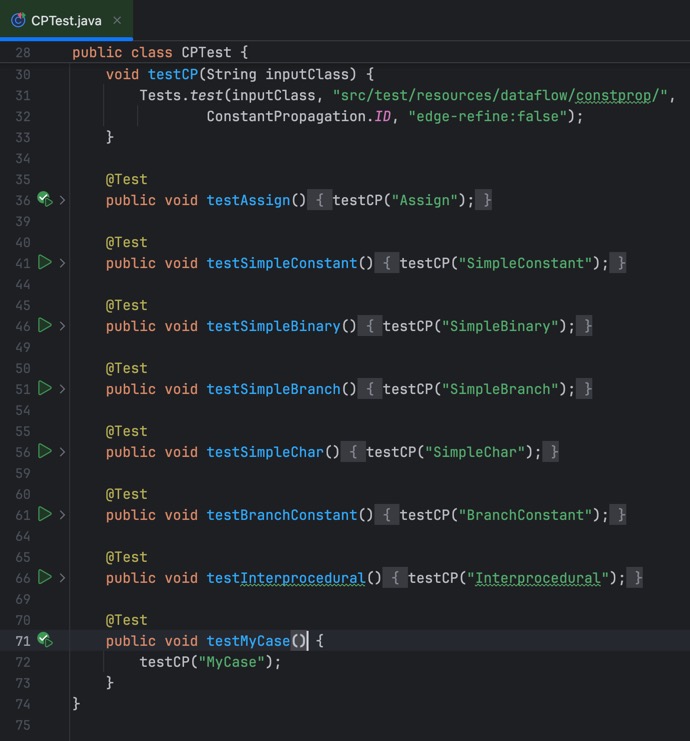 CPTest.java ×
28 public class CPTest {
30 void testCP(String inputClass) {
31 Tests.test(inputClass, "src/test/resources/dataflow/constprop/",
32 ConstantPropagation.ID, "edge-refine:false");
33 }
34
35 @Test
36 public void testAssign() { testCP("Assign"); }
39
40 @Test
41 public void testSimpleConstant() { testCP("SimpleConstant"); }
44
45 @Test
46 public void testSimpleBinary() { testCP("SimpleBinary"); }
49
50 @Test
51 public void testSimpleBranch() { testCP("SimpleBranch"); }
54
55 @Test
56 public void testSimpleChar() { testCP("SimpleChar"); }
59
60 @Test
61 public void testBranchConstant() { testCP("BranchConstant"); }
64
65 @Test
66 public void testInterprocedural() { testCP("Interprocedural"); }
69
70 @Test
71 public void testMyCase() {
72 testCP("MyCase");
73 }
74 }
75